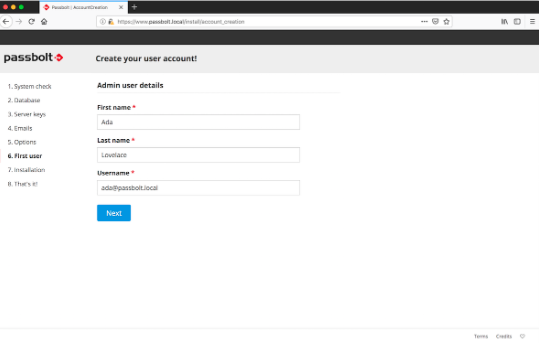 Passbolt | AccountCreation
https://www.passbolt.local/install/account_creation
passbolt
Create your user account!
1. System check
2. Database
3. Server keys
4. Emails
5. Options
6. First user
7. Installation
8. That's it!
Admin user details
First name *
Ada
Last name *
Lovelace
Username *
ada@passbolt.local
Next
Terms Credits